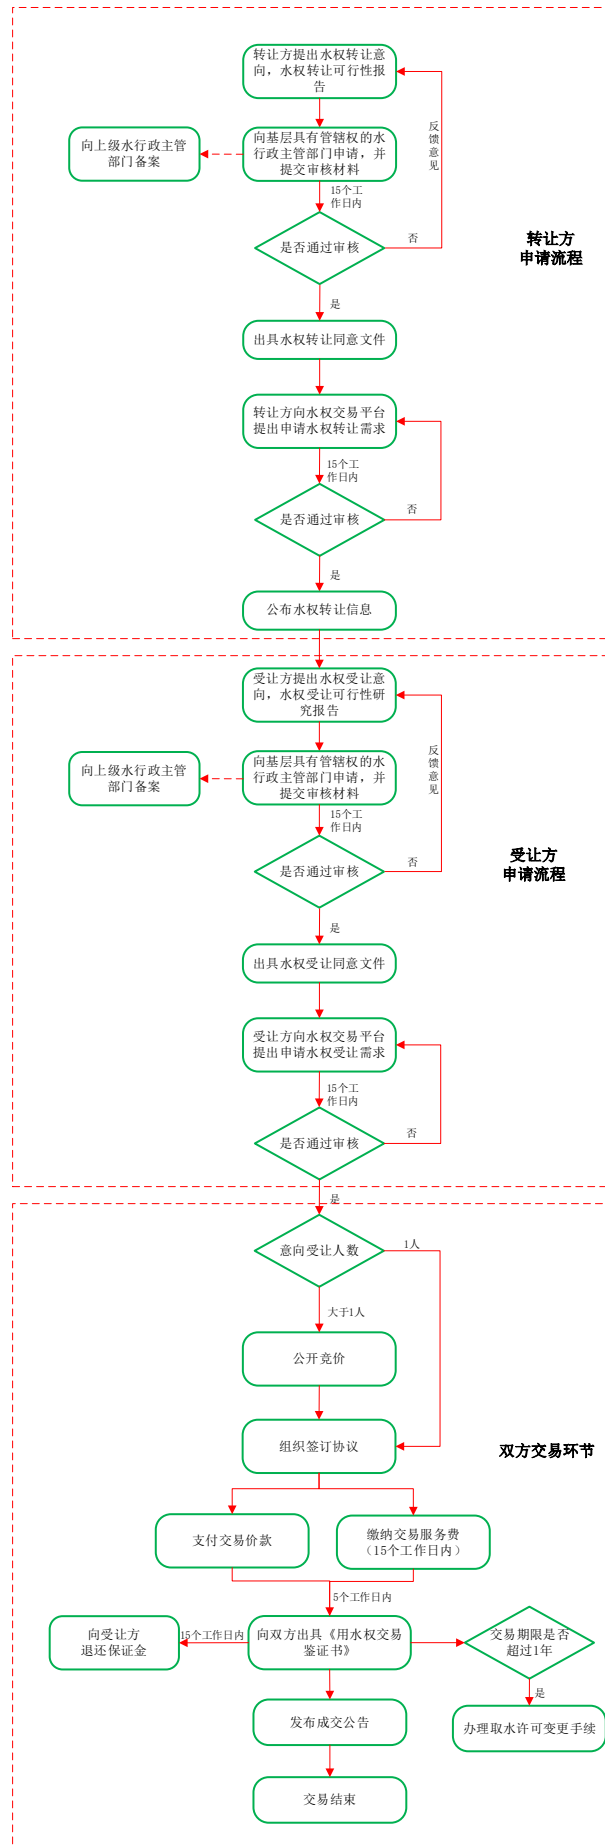 转让方提出水权转让意
向，水权转让可行性报
告
反
馈
意
见
向上级水行政主管
部门备案
向基层具有管辖权的水
行政主管部门申请，并
提交审核材料
15个工
作日内
是否通过审核
否
转让方
申请流程
是
出具水权转让同意文件
转让方向水权交易平台
提出申请水权转让需求
15个工
作日内
是否通过审核
否
是
公布水权转让信息
受让方提出水权受让意
向，水权受让可行性研
究报告
反
馈
意
见
向上级水行政主管
部门备案
向基层具有管辖权的水
行政主管部门申请，并
提交审核材料
15个工
作日内
是否通过审核
否
受让方
申请流程
是
出具水权受让同意文件
受让方向水权交易平台
提出申请水权受让需求
15个工
作日内
是否通过审核
否
是
意向受让人数
1人
大于1人
公开竞价
组织签订协议
双方交易环节
支付交易价款
缴纳交易服务费
（15个工作日内）
5个工作日内
向受让方
退还保证金
15个工作日内
向双方出具《用水权交易
鉴证书》
交易期限是否
超过1年
是
发布成交公告
办理取水许可变更手续
交易结束